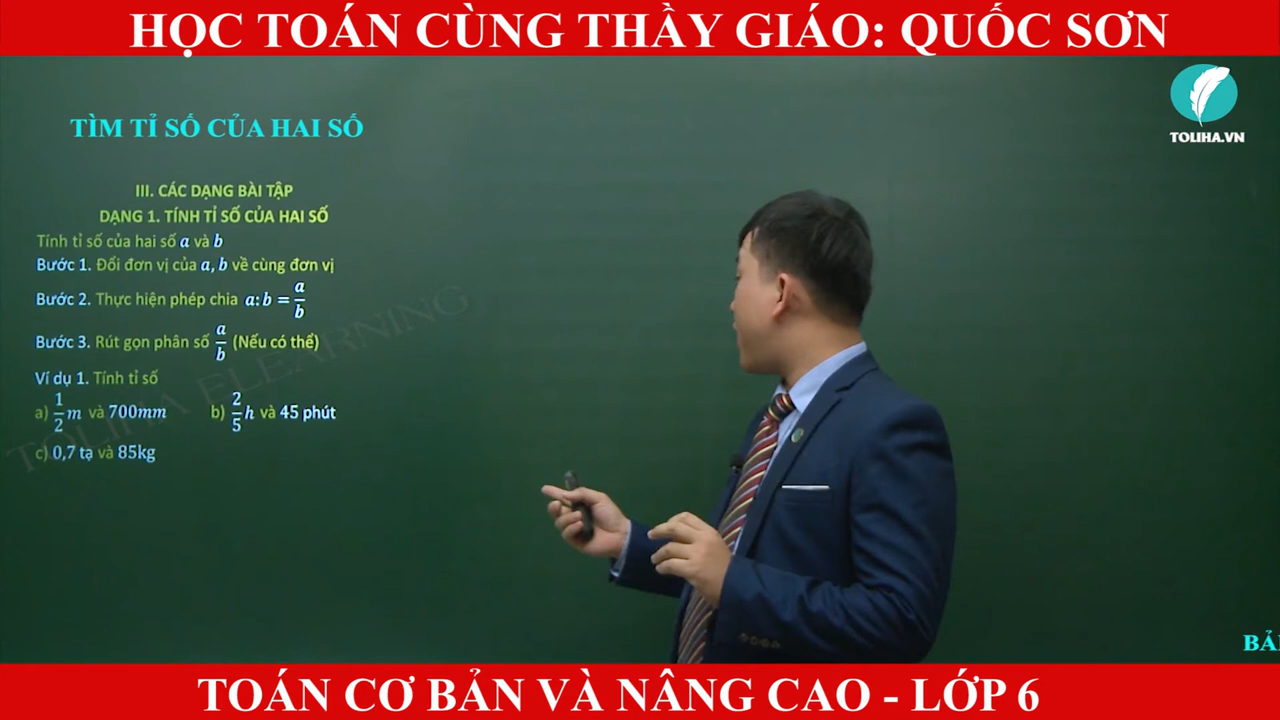 HỌC TOÁN CÙNG THẦY GIÁO: QUỐC SƠN
TOLIHA.VN
TÌM TỈ SỐ CỦA HAI SỐ
III. CÁC DẠNG BÀI TẬP
DẠNG 1. TÍNH TỈ SỐ CỦA HAI SỐ
Tính tỉ số của hai số a và b
Bước 1. Đổi đơn vị của a, b về cùng đơn vị
Bước 2. Thực hiện phép chia a:b = a/b
Bước 3. Rút gọn phân số a/b (Nếu có thể)
Ví dụ 1. Tính tỉ số
a) 1/2 m và 700mm b) 2/5 h và 45 phút
c) 0,7 tạ và 85kg
TOLIHA ELEARNING
TOÁN CƠ BẢN VÀ NÂNG CAO - LỚP 6